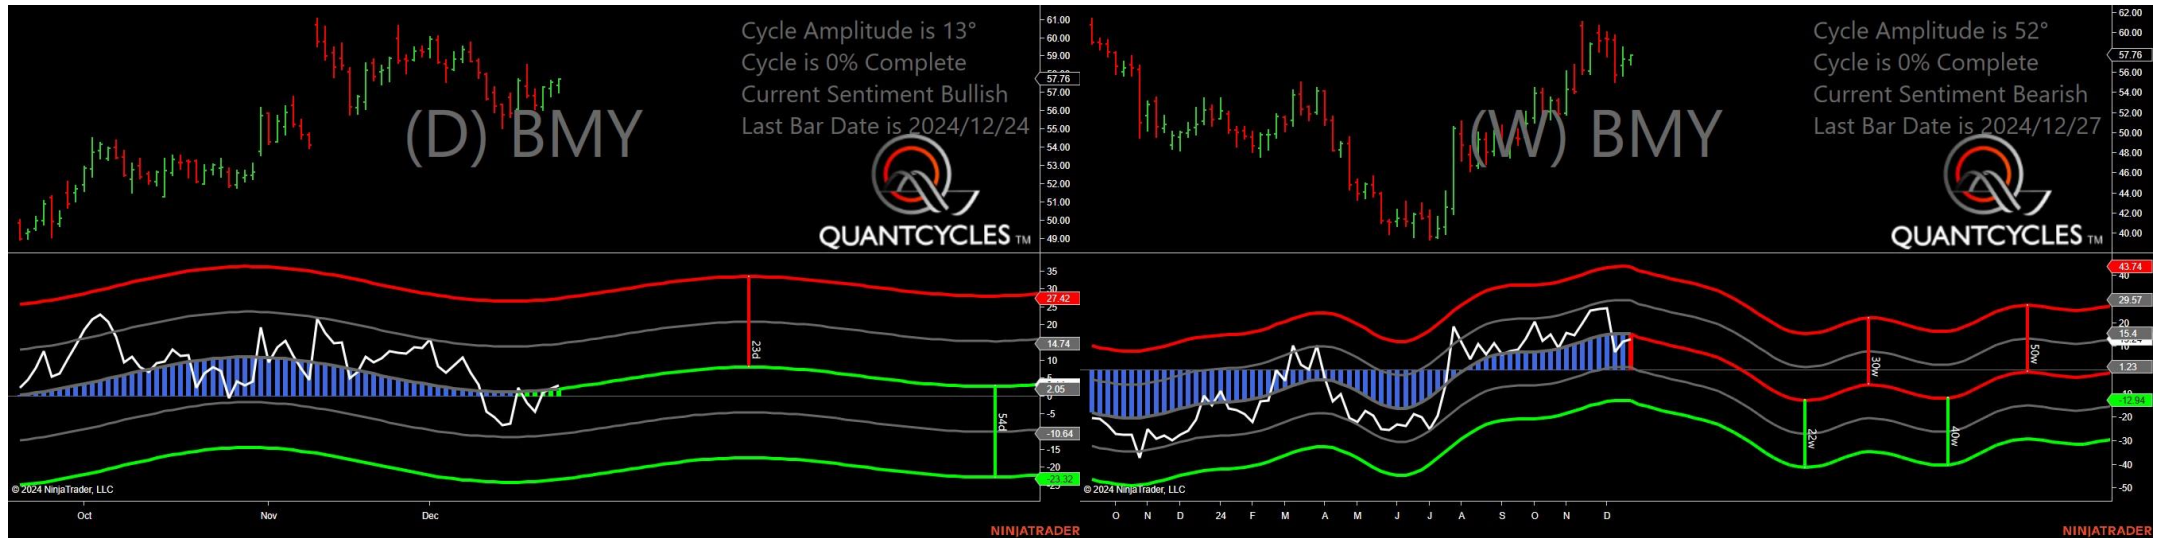 Cycle Amplitude is 13°
Cycle is 0% Complete
Current Sentiment Bullish
Last Bar Date is 2024/12/24
(D) BMY
QUANTCYCLES TM
61.00
60.00
59.00
57.76
57.00
56.00
55.00
54.00
53.00
52.00
51.00
50.00
49.00
35
30
27.42
25
20
14.74
10
5
2.05
0
-5
-10.64
-15
-20
-23.32
23d
54d
© 2024 NinjaTrader, LLC
Oct Nov Dec
NINJATRADER
Cycle Amplitude is 52°
Cycle is 0% Complete
Current Sentiment Bearish
Last Bar Date is 2024/12/27
(W) BMY
QUANTCYCLES TM
62.00
60.00
57.76
56.00
54.00
52.00
50.00
48.00
46.00
44.00
42.00
40.00
43.74
40
29.57
20
15.4
1.23
-10
-12.94
-20
-30
-40
-50
30w
50w
22w
40w
© 2024 NinjaTrader, LLC
O N D 24 F M A M J J A S O N D
NINJATRADER